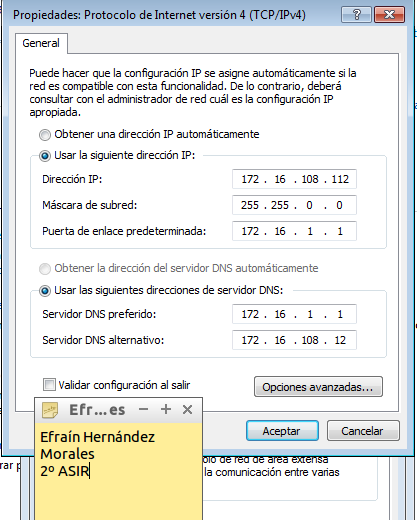 Propiedades: Protocolo de Internet versión 4 (TCP/IPv4)
General
Puede hacer que la configuración IP se asigne automáticamente si la
red es compatible con esta funcionalidad. De lo contrario, deberá
consultar con el administrador de red cuál es la configuración IP
apropiada.
Obtener una dirección IP automáticamente
Usar la siguiente dirección IP:
Dirección IP: 172 . 16 . 108 . 112
Máscara de subred: 255 . 255 . 0 . 0
Puerta de enlace predeterminada: 172 . 16 . 1 . 1
Obtener la dirección del servidor DNS automáticamente
Usar las siguientes direcciones de servidor DNS:
Servidor DNS preferido: 172 . 16 . 1 . 1
Servidor DNS alternativo: 172 . 16 . 108 . 12
Validar configuración al salir
Opciones avanzadas...
Aceptar
Cancelar
Efr...es
Efraín Hernández
Morales
2º ASIR
de red de área extensa
la comunicación entre varias